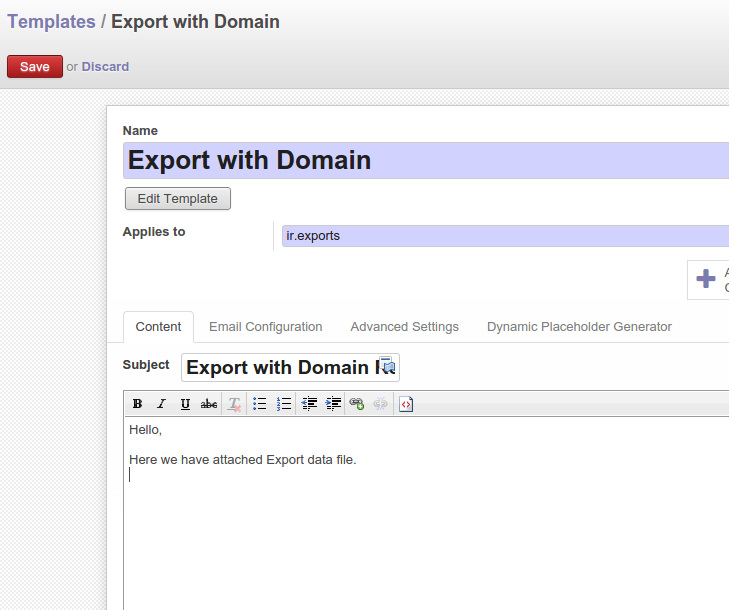 Templates / Export with Domain
Save or Discard
Name
Export with Domain
Edit Template
Applies to
ir.exports
Content Email Configuration Advanced Settings Dynamic Placeholder Generator
Subject
Export with Domain
B I U abc T
Hello,
Here we have attached Export data file.